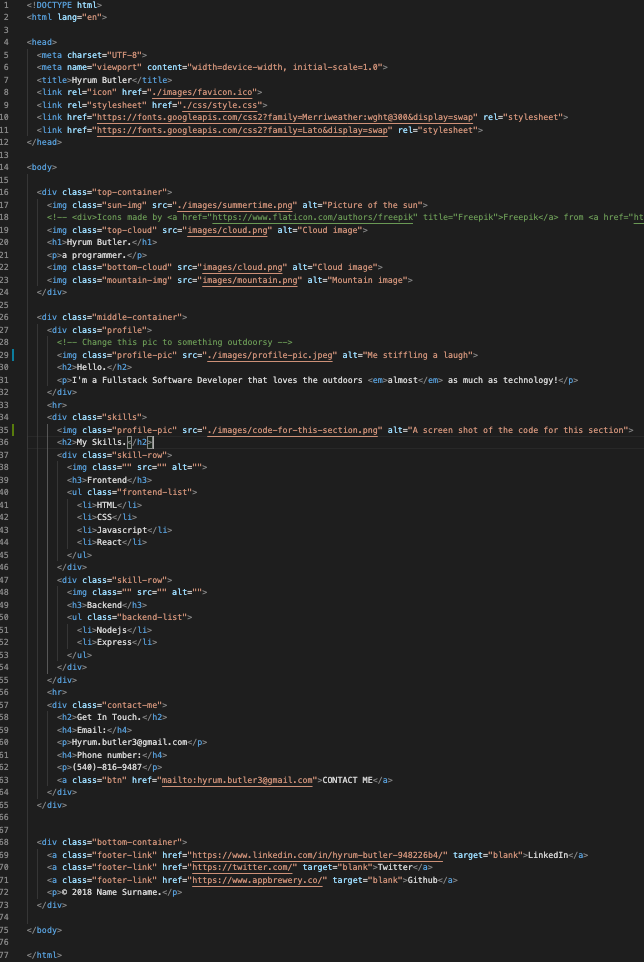 1 <!DOCTYPE html>
2 <html lang="en">
3
4 <head>
5 <meta charset="UTF-8">
6 <meta name="viewport" content="width=device-width, initial-scale=1.0">
7 <title>Hyrum Butler</title>
8 <link rel="icon" href="./images/favicon.ico">
9 <link rel="stylesheet" href="./css/style.css">
10 <link href="https://fonts.googleapis.com/css2?family=Merriweather:wght@300&display=swap" rel="stylesheet">
11 <link href="https://fonts.googleapis.com/css2?family=Lato&display=swap" rel="stylesheet">
12 </head>
13
14 <body>
15
16 <div class="top-container">
17 <img class="sun-img" src="./images/summertime.png" alt="Picture of the sun">
18 <!-- <div>Icons made by <a href="https://www.flaticon.com/authors/freepik" title="Freepik">Freepik</a> from <a href="ht
19 <img class="top-cloud" src="images/cloud.png" alt="Cloud image">
20 <h1>Hyrum Butler.</h1>
21 <p>a programmer.</p>
22 <img class="bottom-cloud" src="images/cloud.png" alt="Cloud image">
23 <img class="mountain-img" src="images/mountain.png" alt="Mountain image">
24 </div>
25
26 <div class="middle-container">
27 <div class="profile">
28 <!-- Change this pic to something outdoorsy -->
29 <img class="profile-pic" src="./images/profile-pic.jpeg" alt="Me stiffling a laugh">
30 <h2>Hello.</h2>
31 <p>I'm a Fullstack Software Developer that loves the outdoors <em>almost</em> as much as technology!</p>
32 </div>
33 <hr>
34 <div class="skills">
35 <img class="profile-pic" src="./images/code-for-this-section.png" alt="A screen shot of the code for this section">
36 <h2>My Skills.</h2>
37 <div class="skill-row">
38 <img class="" src="" alt="">
39 <h3>Frontend</h3>
40 <ul class="frontend-list">
41 <li>HTML</li>
42 <li>CSS</li>
43 <li>Javascript</li>
44 <li>React</li>
45 </ul>
46 </div>
47 <div class="skill-row">
48 <img class="" src="" alt="">
49 <h3>Backend</h3>
50 <ul class="backend-list">
51 <li>Nodejs</li>
52 <li>Express</li>
53 </ul>
54 </div>
55 </div>
56 <hr>
57 <div class="contact-me">
58 <h2>Get In Touch.</h2>
59 <h4>Email:</h4>
60 <p>Hyrum.butler3@gmail.com</p>
61 <h4>Phone number:</h4>
62 <p>(540)-816-9487</p>
63 <a class="btn" href="mailto:hyrum.butler3@gmail.com">CONTACT ME</a>
64 </div>
65 </div>
66
67
68 <div class="bottom-container">
69 <a class="footer-link" href="https://www.linkedin.com/in/hyrum-butler-948226b4/" target="blank">LinkedIn</a>
70 <a class="footer-link" href="https://twitter.com/" target="blank">Twitter</a>
71 <a class="footer-link" href="https://www.appbrewery.co/" target="blank">Github</a>
72 <p>© 2018 Name Surname.</p>
73 </div>
74
75 </body>
76
77 </html>